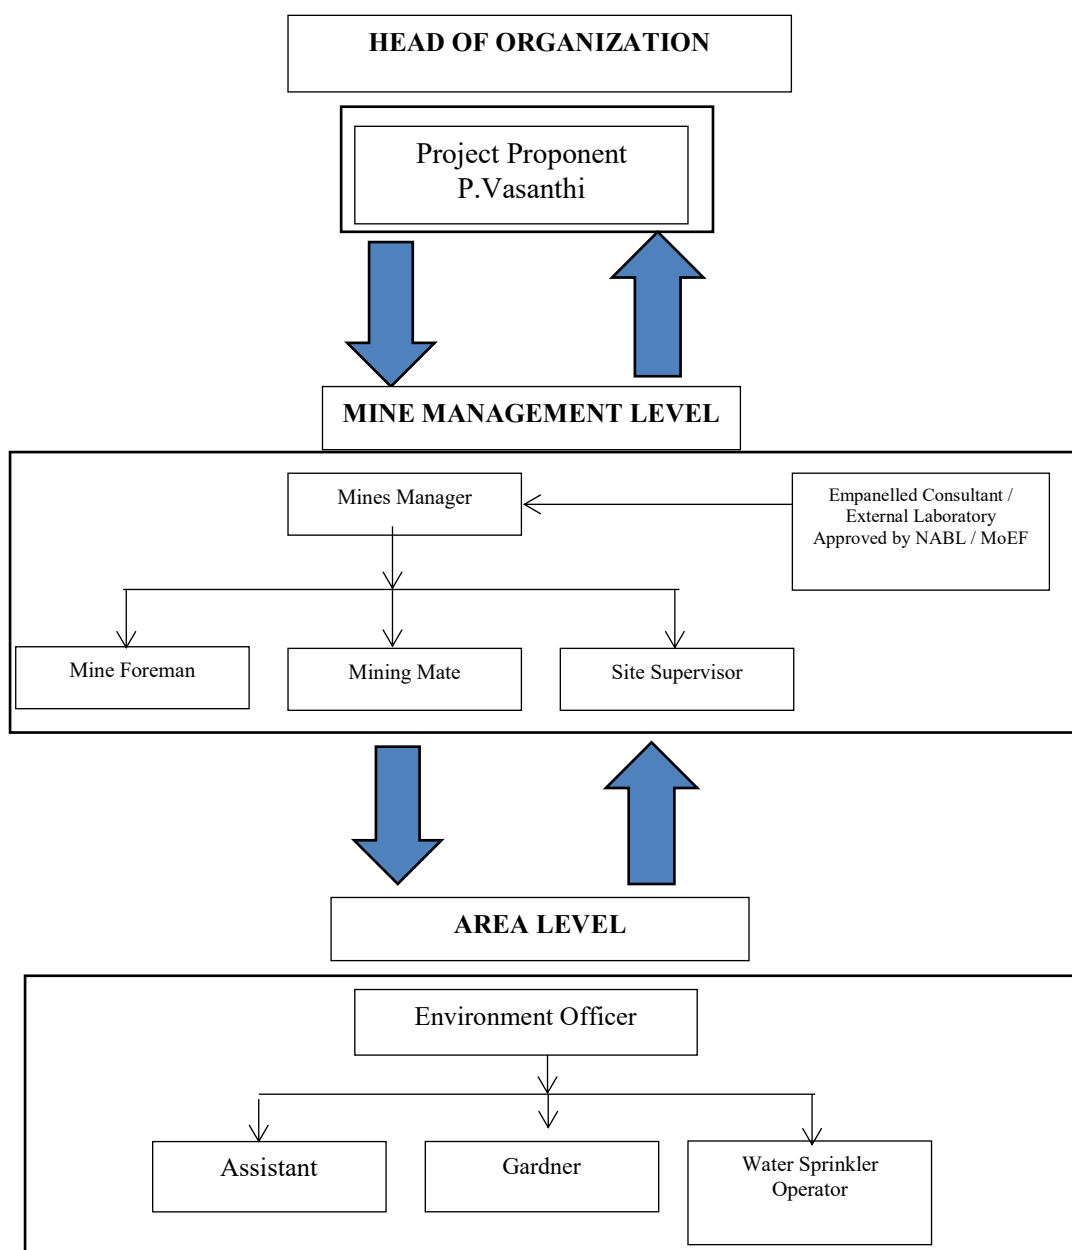 HEAD OF ORGANIZATION
Project Proponent
P.Vasanthi
MINE MANAGEMENT LEVEL
Mines Manager
Empanelled Consultant /
External Laboratory
Approved by NABL / MoEF
Mine Foreman
Mining Mate
Site Supervisor
AREA LEVEL
Environment Officer
Assistant
Gardner
Water Sprinkler
Operator